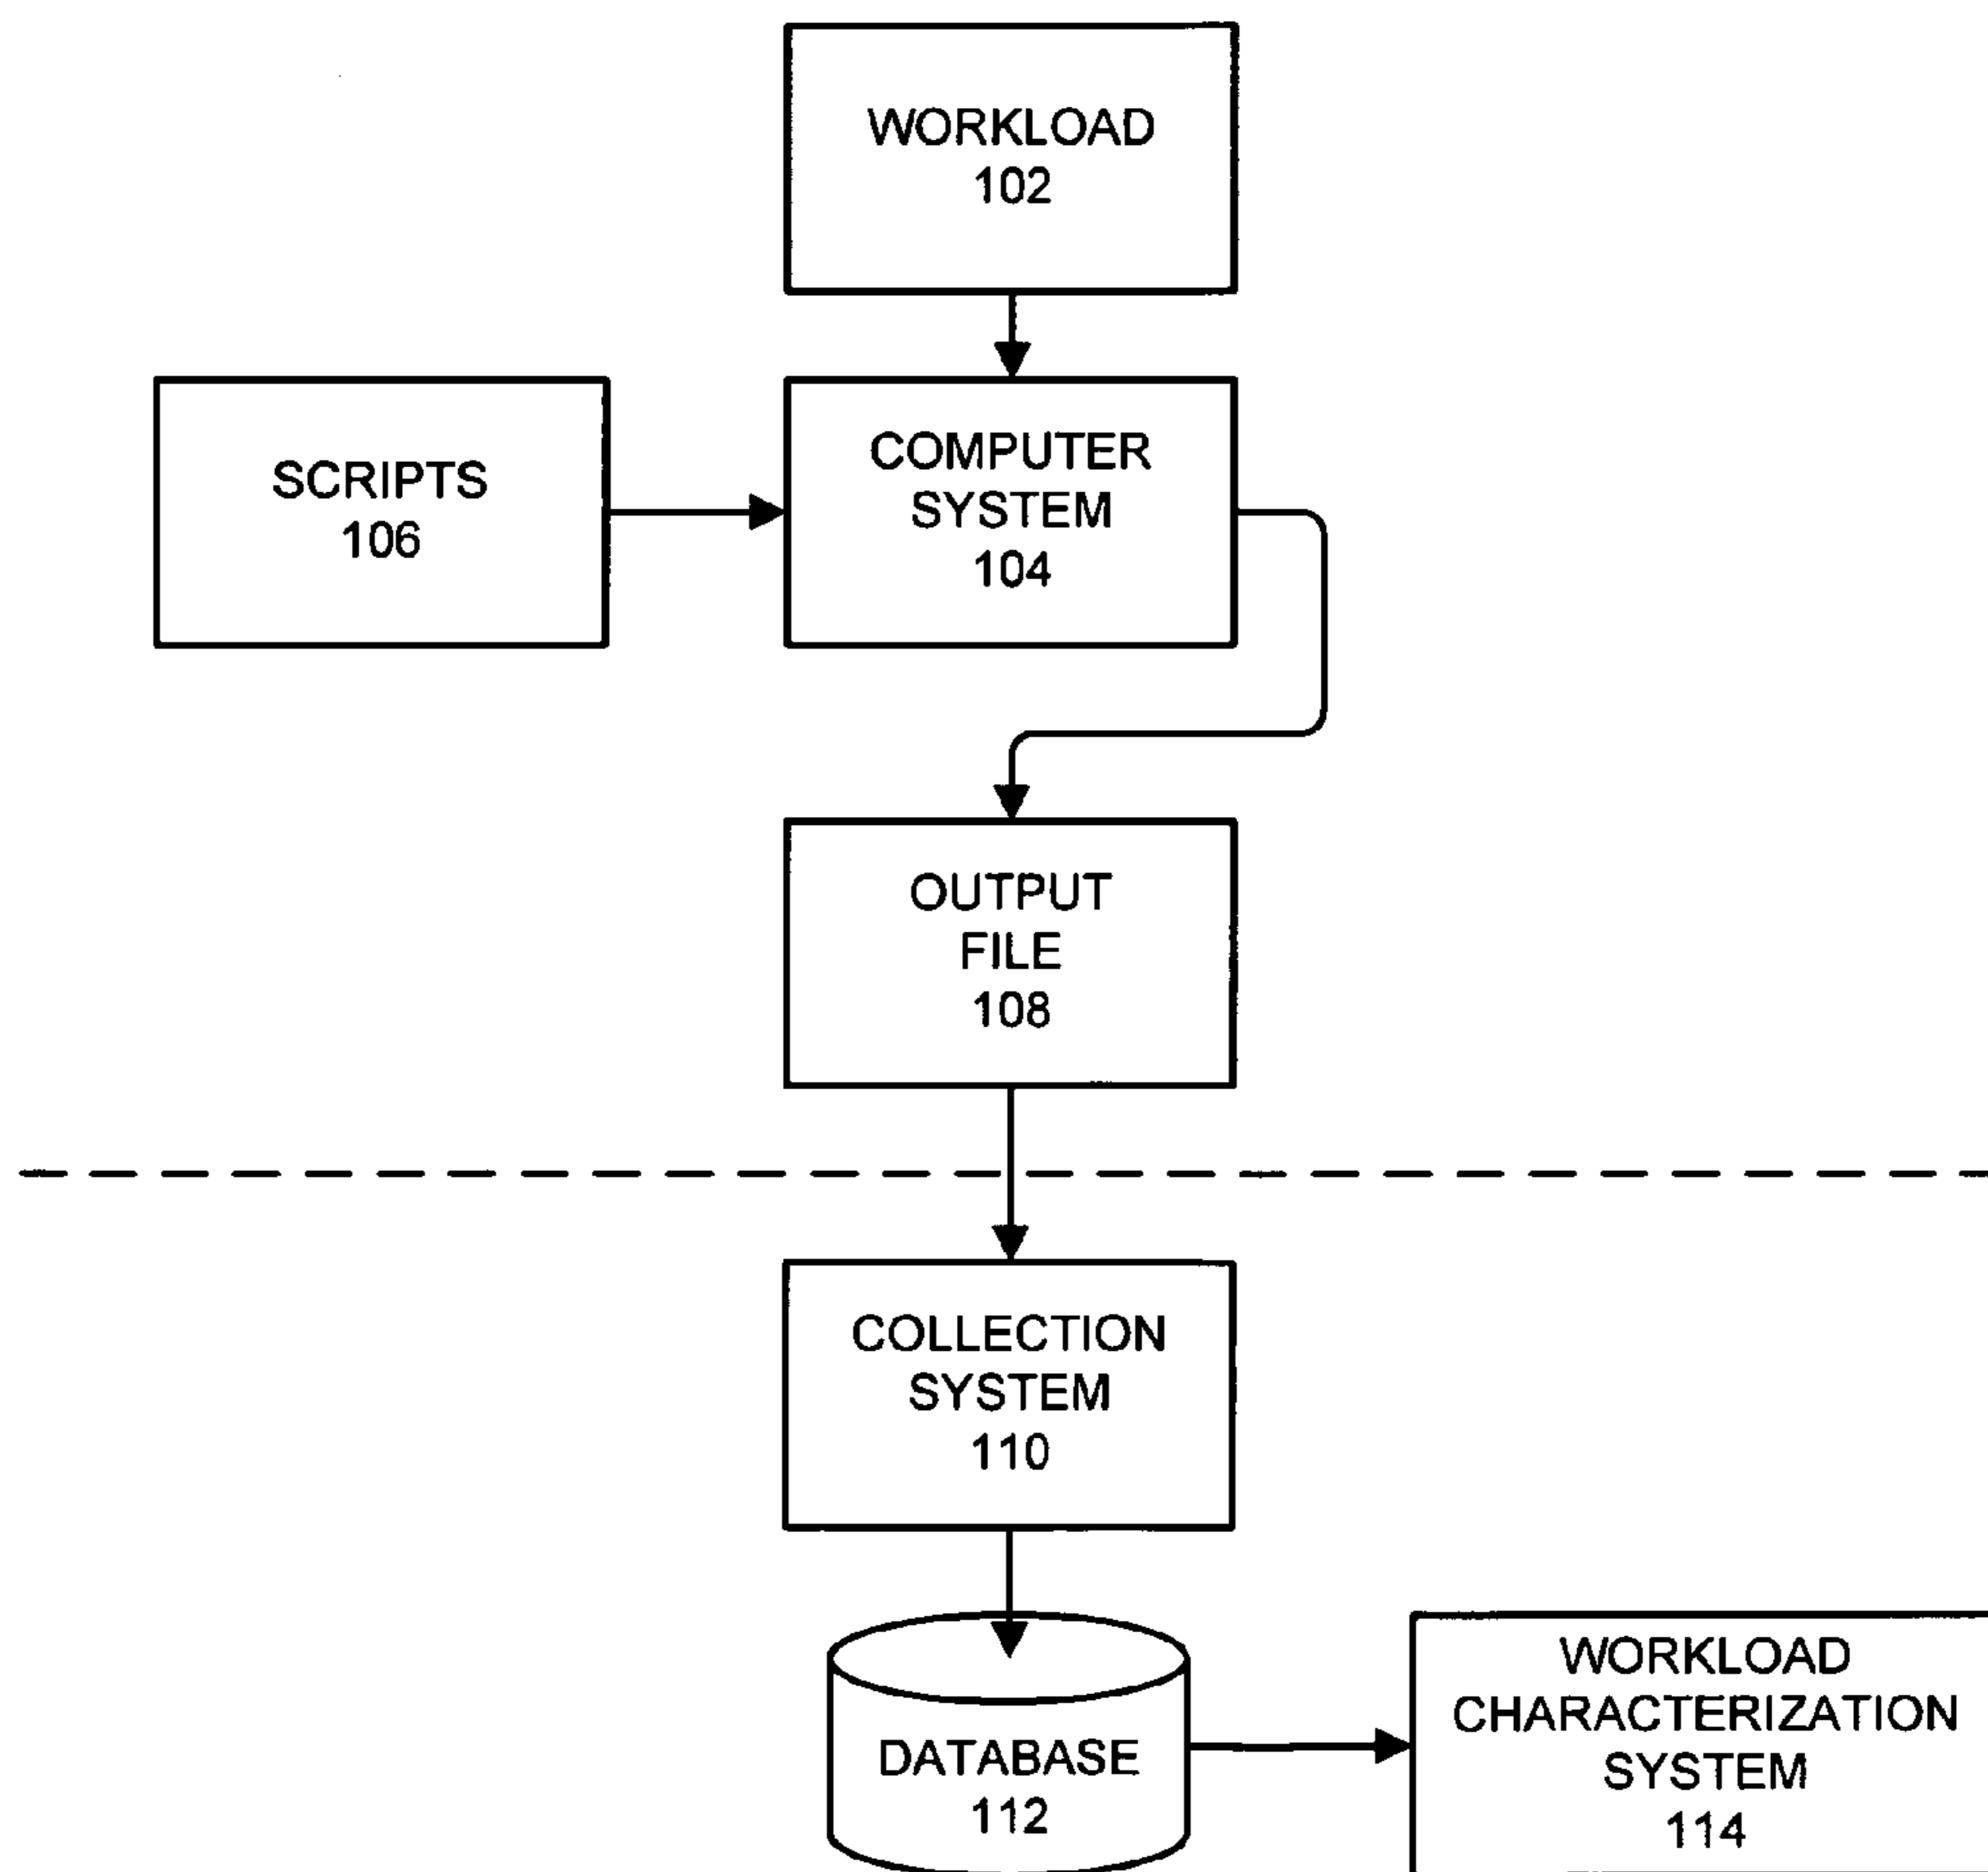 WORKLOAD
102
SCRIPTS
106
COMPUTER
SYSTEM
104
OUTPUT
FILE
108
COLLECTION
SYSTEM
110
DATABASE
112
WORKLOAD
CHARACTERIZATION
SYSTEM
114